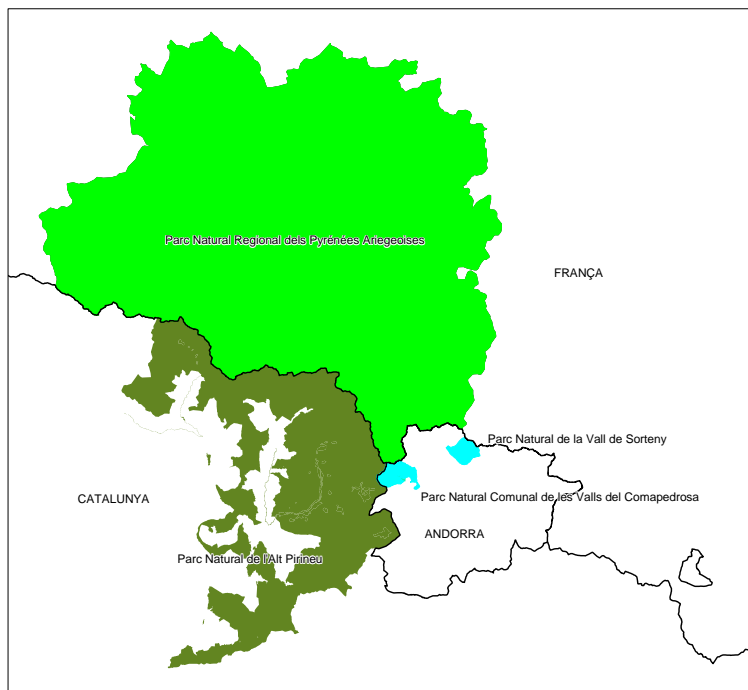 Parc Natural Regional dels Pyrénées Ariegeoises
FRANÇA
Parc Natural de la Vall de Sorteny
CATALUNYA
Parc Natural Comunal de les Valls del Comapedrosa
ANDORRA
Parc Natural de l'Alt Pirineu